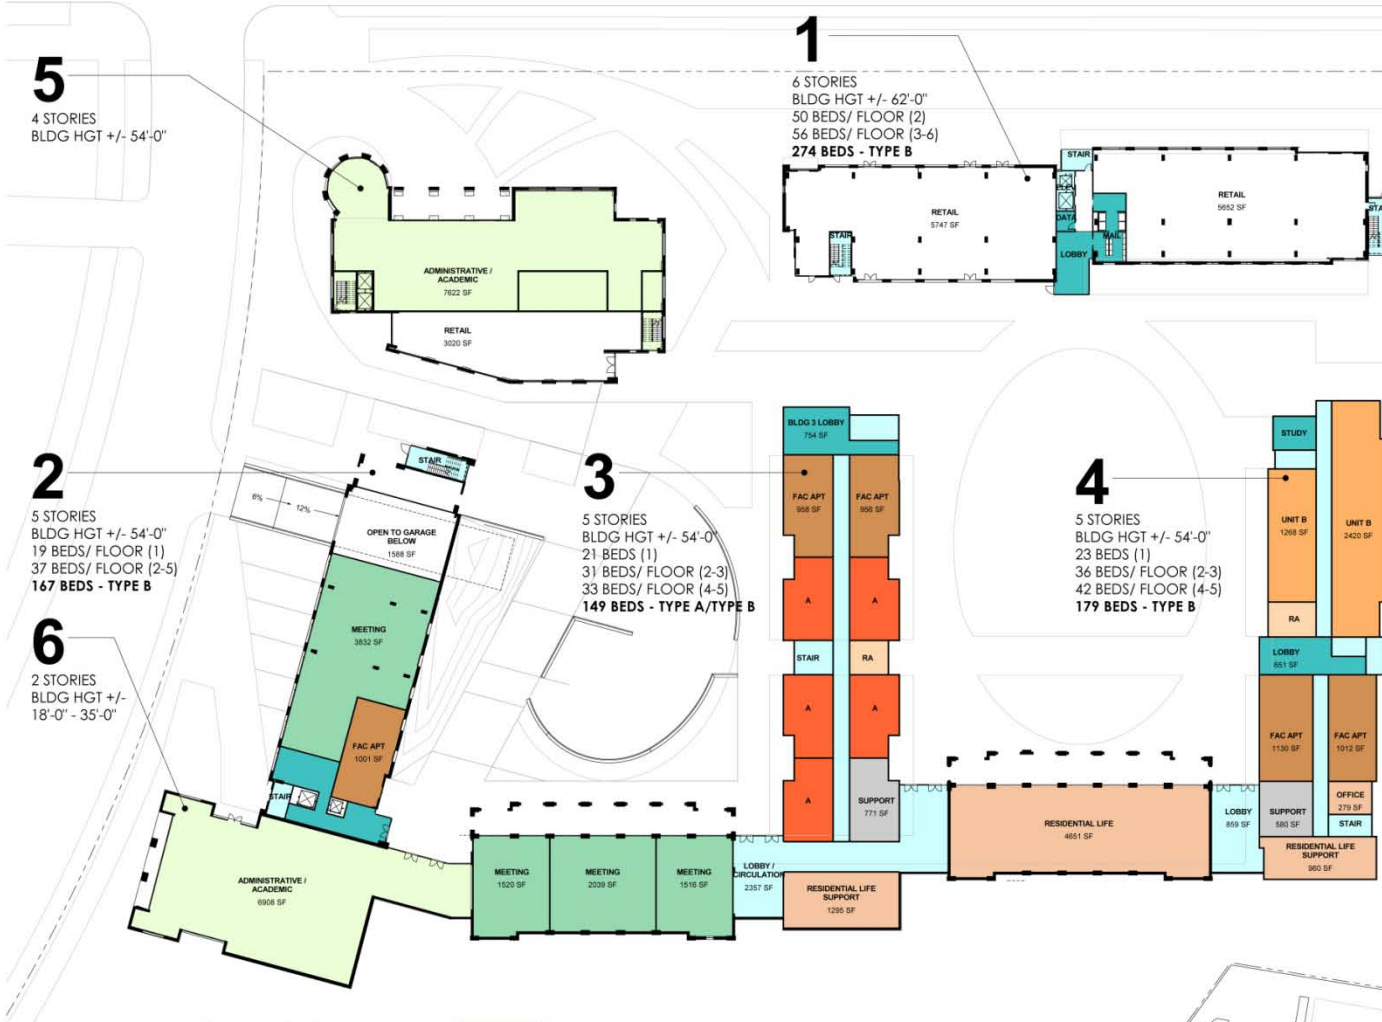 5
4 STORIES
BLDG HGT +/- 54'-0"
1
6 STORIES
BLDG HGT +/- 62'-0"
50 BEDS/ FLOOR (2)
56 BEDS/ FLOOR (3-6)
274 BEDS - TYPE B
STAIR
DATA
MAIL
LOBBY
RETAIL
5747 SF
STAIR
RETAIL
5652 SF
STA
ADMINISTRATIVE /
ACADEMIC
7622 SF
RETAIL
3020 SF
2
5 STORIES
BLDG HGT +/- 54'-0"
19 BEDS/ FLOOR (1)
37 BEDS/ FLOOR (2-5)
167 BEDS - TYPE B
STAIR
6%
12%
OPEN TO GARAGE
BELOW
1588 SF
MEETING
3832 SF
FAC APT
1001 SF
STAIR
3
5 STORIES
BLDG HGT +/- 54'-0"
21 BEDS (1)
31 BEDS/ FLOOR (2-3)
33 BEDS/ FLOOR (4-5)
149 BEDS - TYPE A/TYPE B
BLDG 3 LOBBY
754 SF
FAC APT
958 SF
FAC APT
958 SF
A
A
STAIR
RA
A
A
A
SUPPORT
771 SF
4
5 STORIES
BLDG HGT +/- 54'-0"
23 BEDS (1)
36 BEDS/ FLOOR (2-3)
42 BEDS/ FLOOR (4-5)
179 BEDS - TYPE B
STUDY
UNIT B
1268 SF
UNIT B
2420 SF
RA
LOBBY
651 SF
FAC APT
1130 SF
FAC APT
1012 SF
OFFICE
279 SF
SUPPORT
580 SF
STAIR
RESIDENTIAL LIFE
SUPPORT
960 SF
6
2 STORIES
BLDG HGT +/-
18'-0" - 35'-0"
ADMINISTRATIVE /
ACADEMIC
6908 SF
MEETING
1520 SF
MEETING
2039 SF
MEETING
1516 SF
LOBBY /
CIRCULATION
2357 SF
RESIDENTIAL LIFE
SUPPORT
1295 SF
RESIDENTIAL LIFE
4651 SF
LOBBY
859 SF